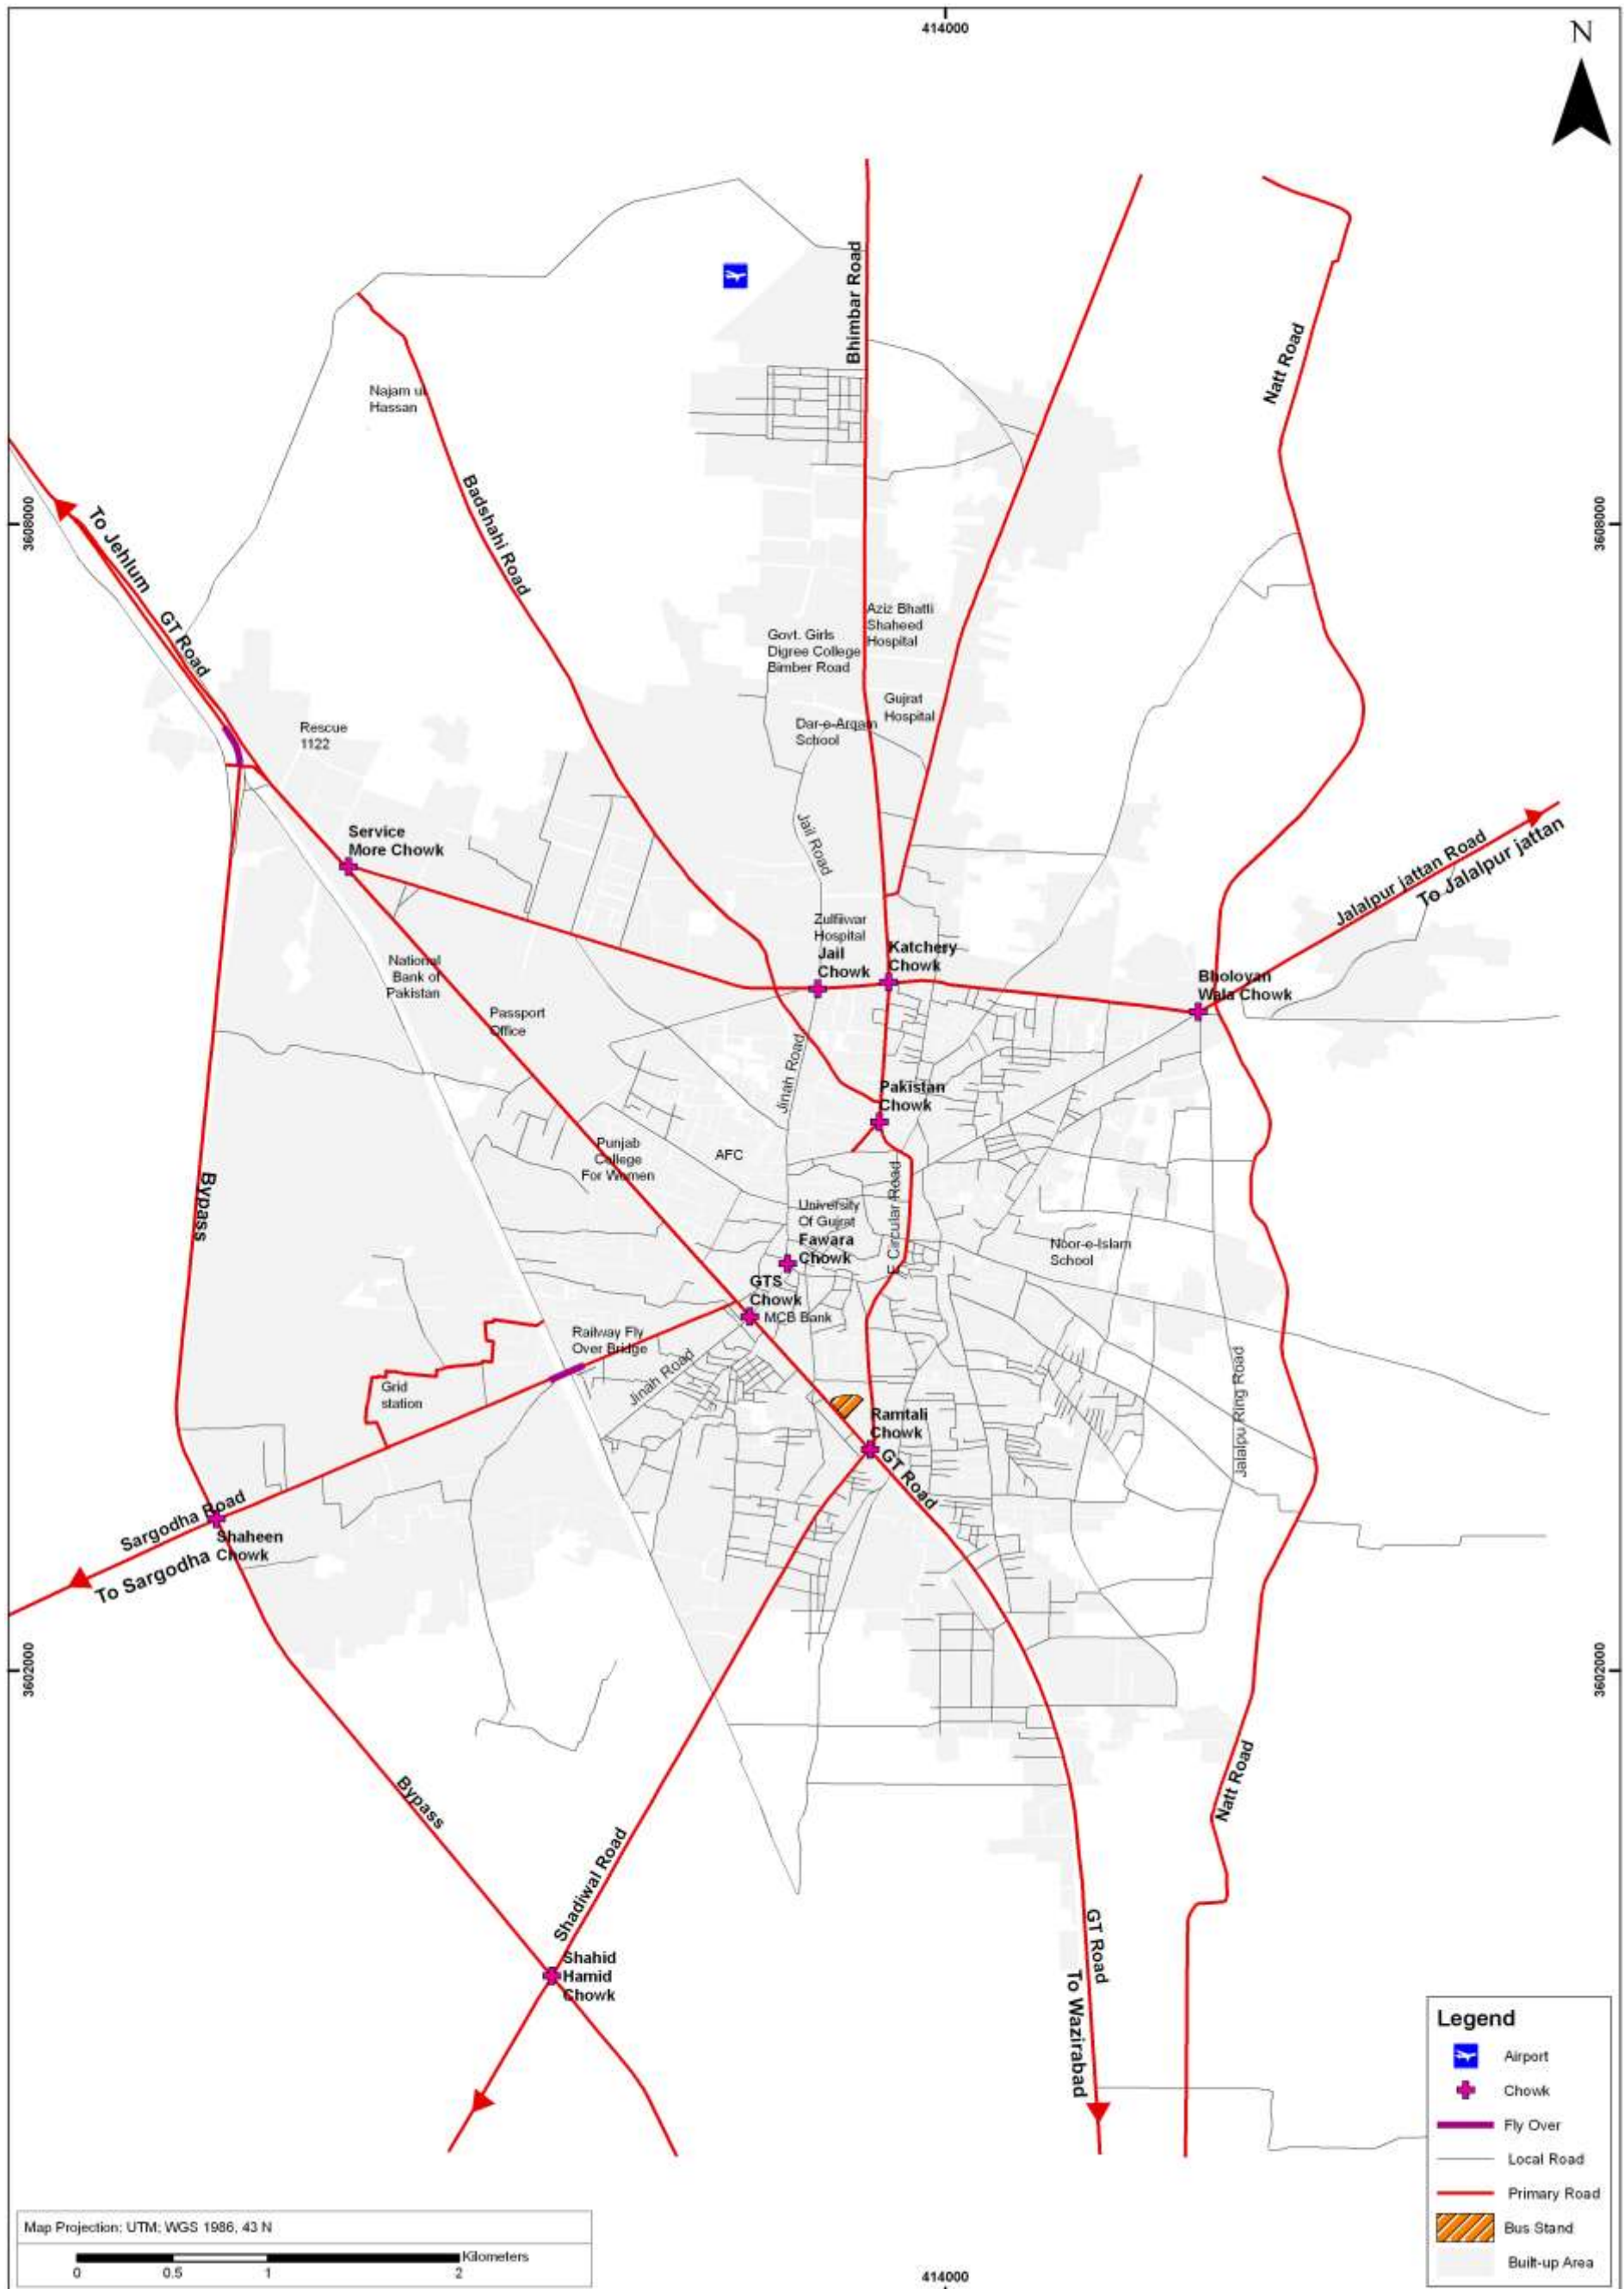 414000
N
Bhimbar Road
Natt Road
Najam ul
Hassan
Badshahi Road
3608000
3608000
To Jehlum
GT Road
Aziz Bhatti
Shaheed
Hospital
Govt. Girls
Digree College
Bimber Road
Gujrat
Hospital
Dar-e-Arqam
School
Rescue
1122
Jail Road
Service
More Chowk
Jalalpur jattan Road
To Jalalpur jattan
Zulfiiwar
Hospital
Jail
Chowk
Katchery
Chowk
National
Bank of
Pakistan
Bholoyan
Wala Chowk
Passport
Office
Jinah Road
Pakistan
Chowk
Punjab
College
For Women
AFC
Bypass
E Circular Road
University
Of Gujrat
Fawara
Chowk
Noor-e-Islam
School
GTS
Chowk
MCB Bank
Railway Fly
Over Bridge
Jinah Road
Grid
station
Jalalpu Ring Road
Ramtali
Chowk
GT Road
Sargodha Road
Shaheen
Chowk
To Sargodha
3602000
3602000
Bypass
Natt Road
Shadiwal Road
GT Road
To Wazirabad
Shahid
Hamid
Chowk
Legend
Airport
Chowk
Fly Over
Local Road
Primary Road
Bus Stand
Built-up Area
Map Projection: UTM; WGS 1986, 43 N
Kilometers
0 0.5 1 2
414000